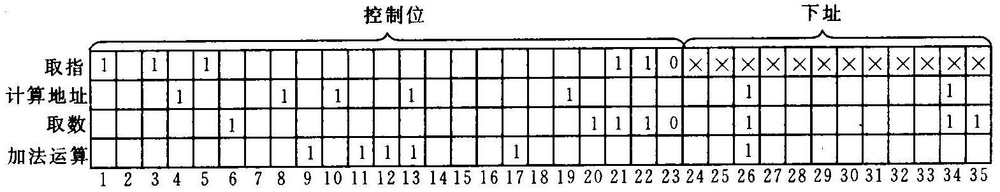 控制位 下址
取指 1 1 1 1 1 0 × × × × × × × × × × × ×
计算地址 1 1 1 1 1 1 1
取数 1 1 1 1 0 1 1 1
加法运算 1 1 1 1 1 1
1 2 3 4 5 6 7 8 9 10 11 12 13 14 15 16 17 18 19 20 21 22 23 24 25 26 27 28 29 30 31 32 33 34 35